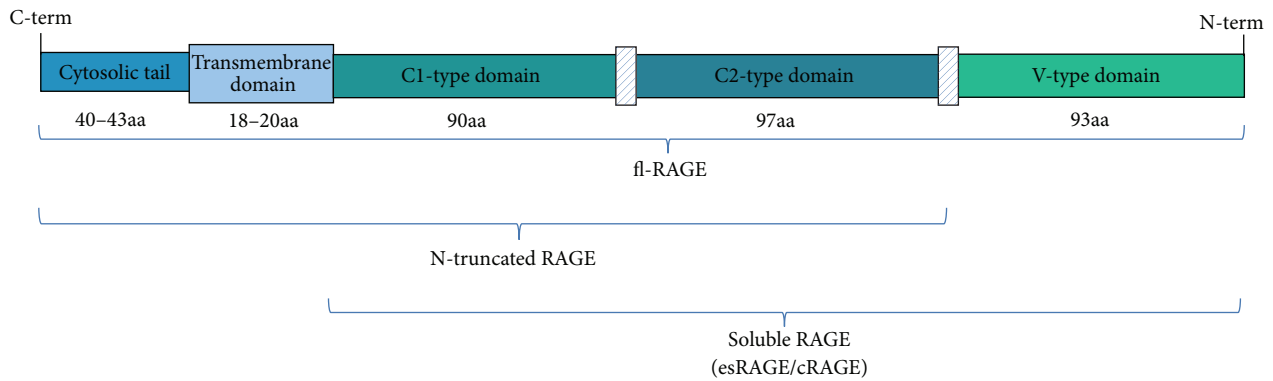 C-term
N-term
Cytosolic tail
Transmembrane
domain
C1-type domain
C2-type domain
V-type domain
40–43aa
18–20aa
90aa
97aa
93aa
fl-RAGE
N-truncated RAGE
Soluble RAGE
(esRAGE/cRAGE)